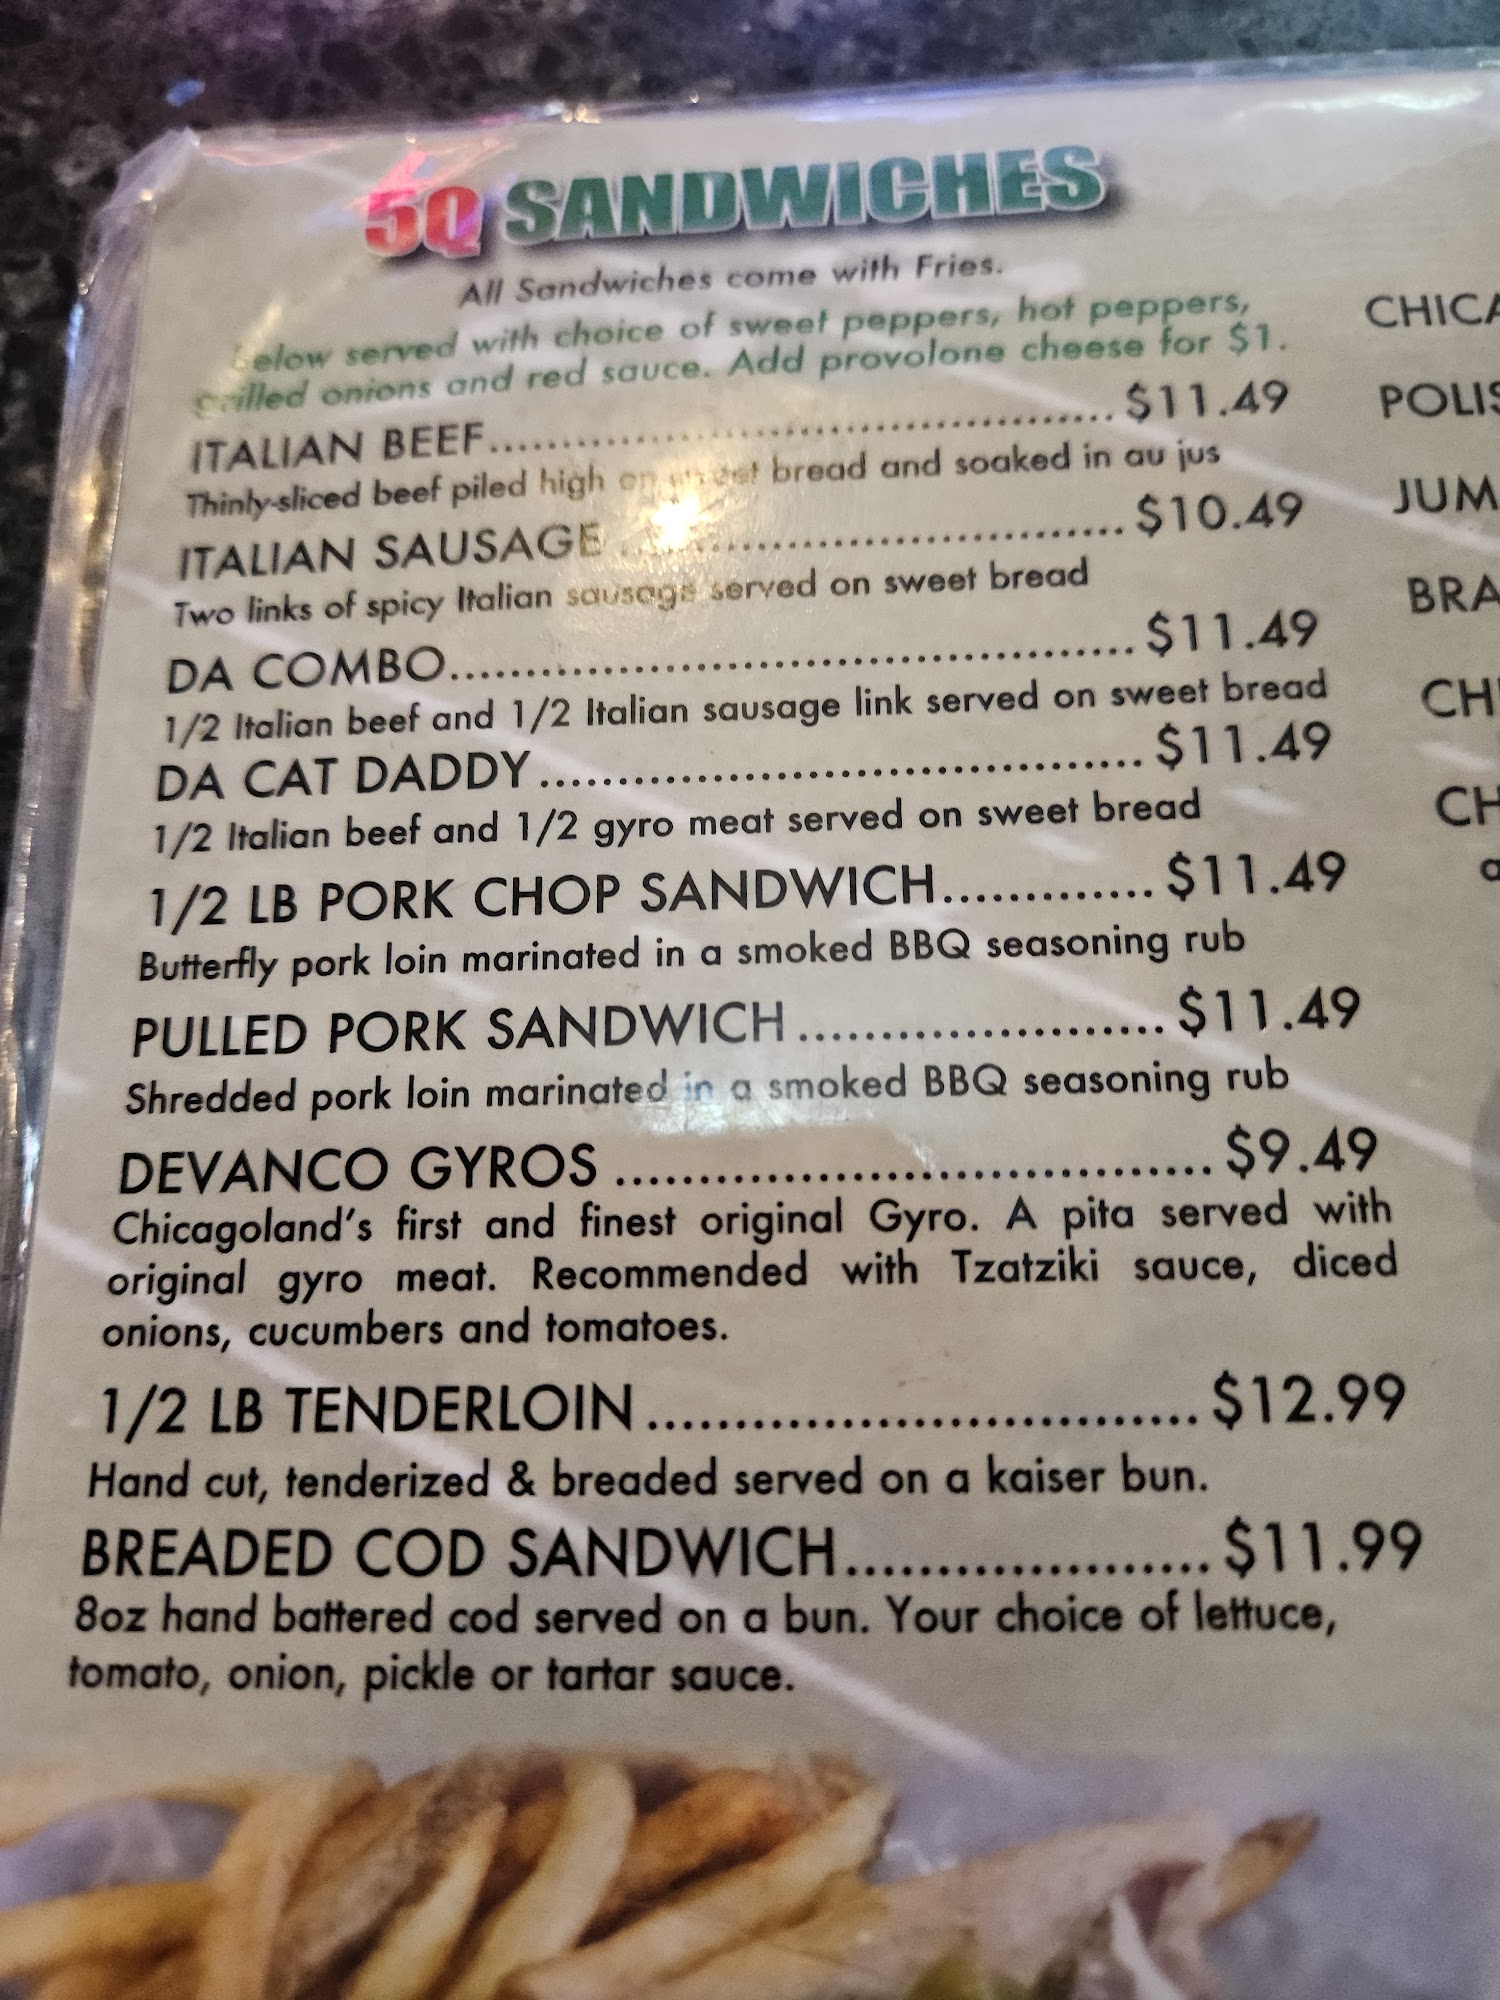 5Q SANDWICHES
All Sandwiches come with Fries.
Below served with choice of sweet peppers, hot peppers,
grilled onions and red sauce. Add provolone cheese for $1.
ITALIAN BEEF........................................$11.49
Thinly-sliced beef piled high on sweet bread and soaked in au jus
ITALIAN SAUSAGE................................$10.49
Two links of spicy Italian sausage served on sweet bread
DA COMBO..........................................$11.49
1/2 Italian beef and 1/2 Italian sausage link served on sweet bread
DA CAT DADDY.....................................$11.49
1/2 Italian beef and 1/2 gyro meat served on sweet bread
1/2 LB PORK CHOP SANDWICH.............$11.49
Butterfly pork loin marinated in a smoked BBQ seasoning rub
PULLED PORK SANDWICH......................$11.49
Shredded pork loin marinated in a smoked BBQ seasoning rub
DEVANCO GYROS ...................................$9.49
Chicagoland's first and finest original Gyro. A pita served with
original gyro meat. Recommended with Tzatziki sauce, diced
onions, cucumbers and tomatoes.
1/2 LB TENDERLOIN................................$12.99
Hand cut, tenderized & breaded served on a kaiser bun.
BREADED COD SANDWICH....................$11.99
8oz hand battered cod served on a bun. Your choice of lettuce,
tomato, onion, pickle or tartar sauce.
CHICA
POLIS
JUM
BRA
CH
CH